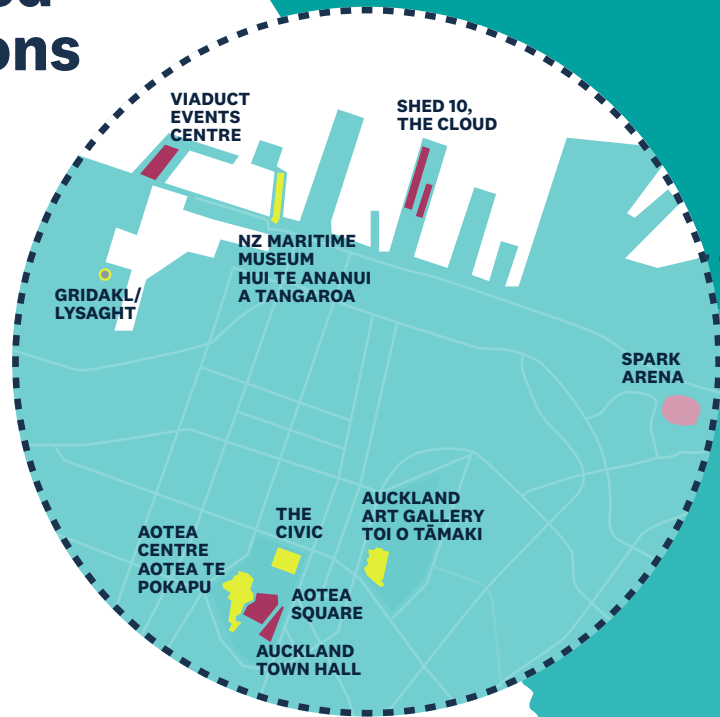 ons
VIADUCT
EVENTS
CENTRE
SHED 10,
THE CLOUD
NZ MARITIME
MUSEUM
HUI TE ANANUI
A TANGAROA
GRIDAKL/
LYSAGHT
SPARK
ARENA
AUCKLAND
ART GALLERY
TOI O TĀMAKI
THE
CIVIC
AOTEA
CENTRE
AOTEA TE
POKAPU
AOTEA
SQUARE
AUCKLAND
TOWN HALL